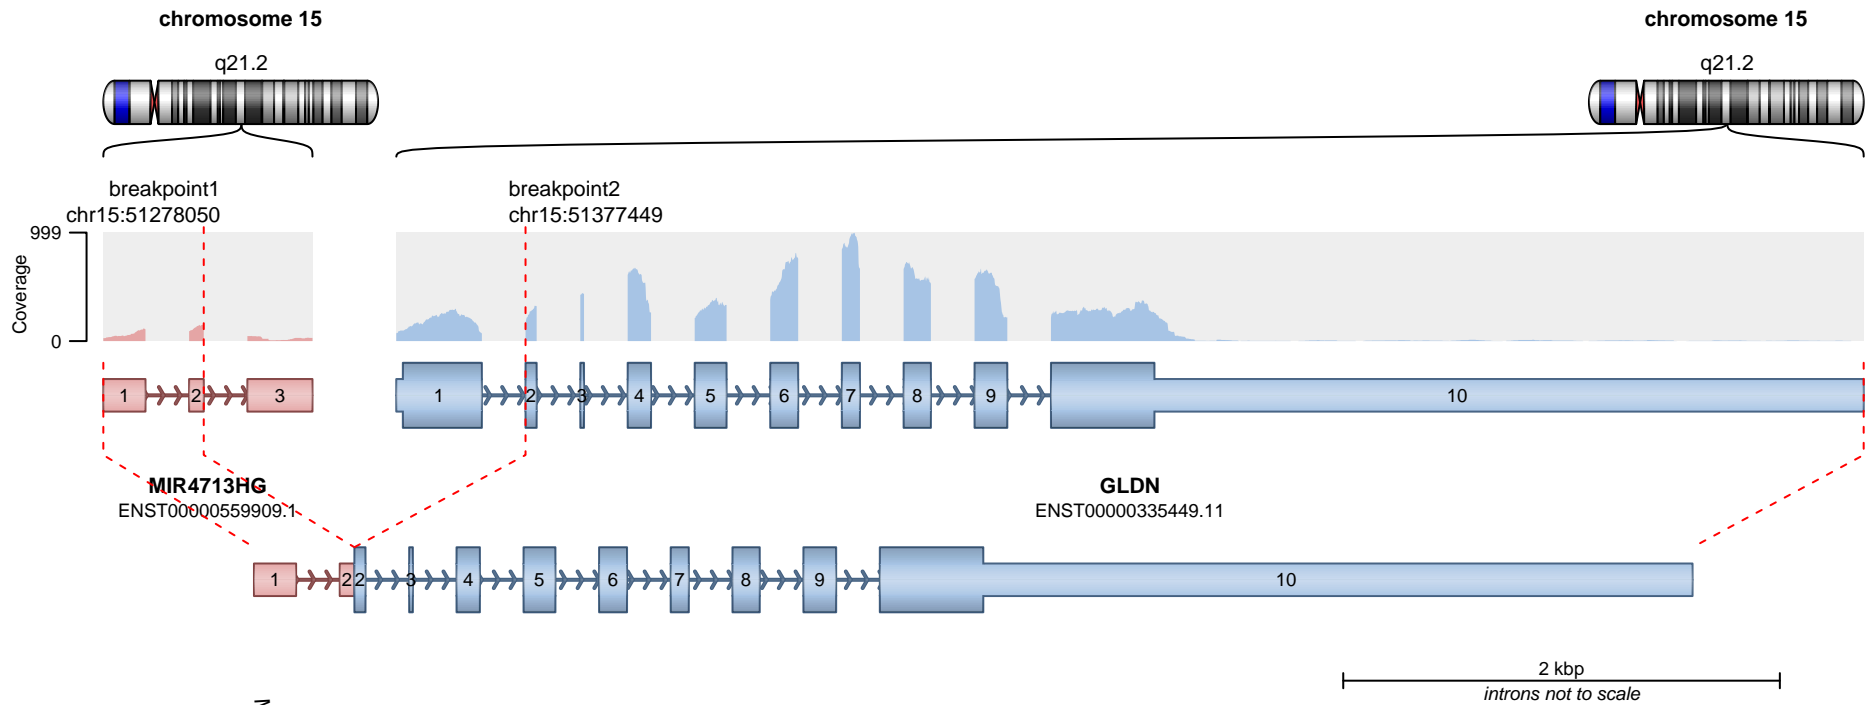 chromosome 15
chromosome 15
q21.2
q21.2
breakpoint1
chr15:51278050
breakpoint2
chr15:51377449
999
Coverage
0
1 2 3
1 2 3 4 5 6 7 8 9 10
MIR4713HG
ENST00000559909.1
GLDN
ENST00000335449.11
1 2 2 3 4 5 6 7 8 9 10
2 kbp
introns not to scale